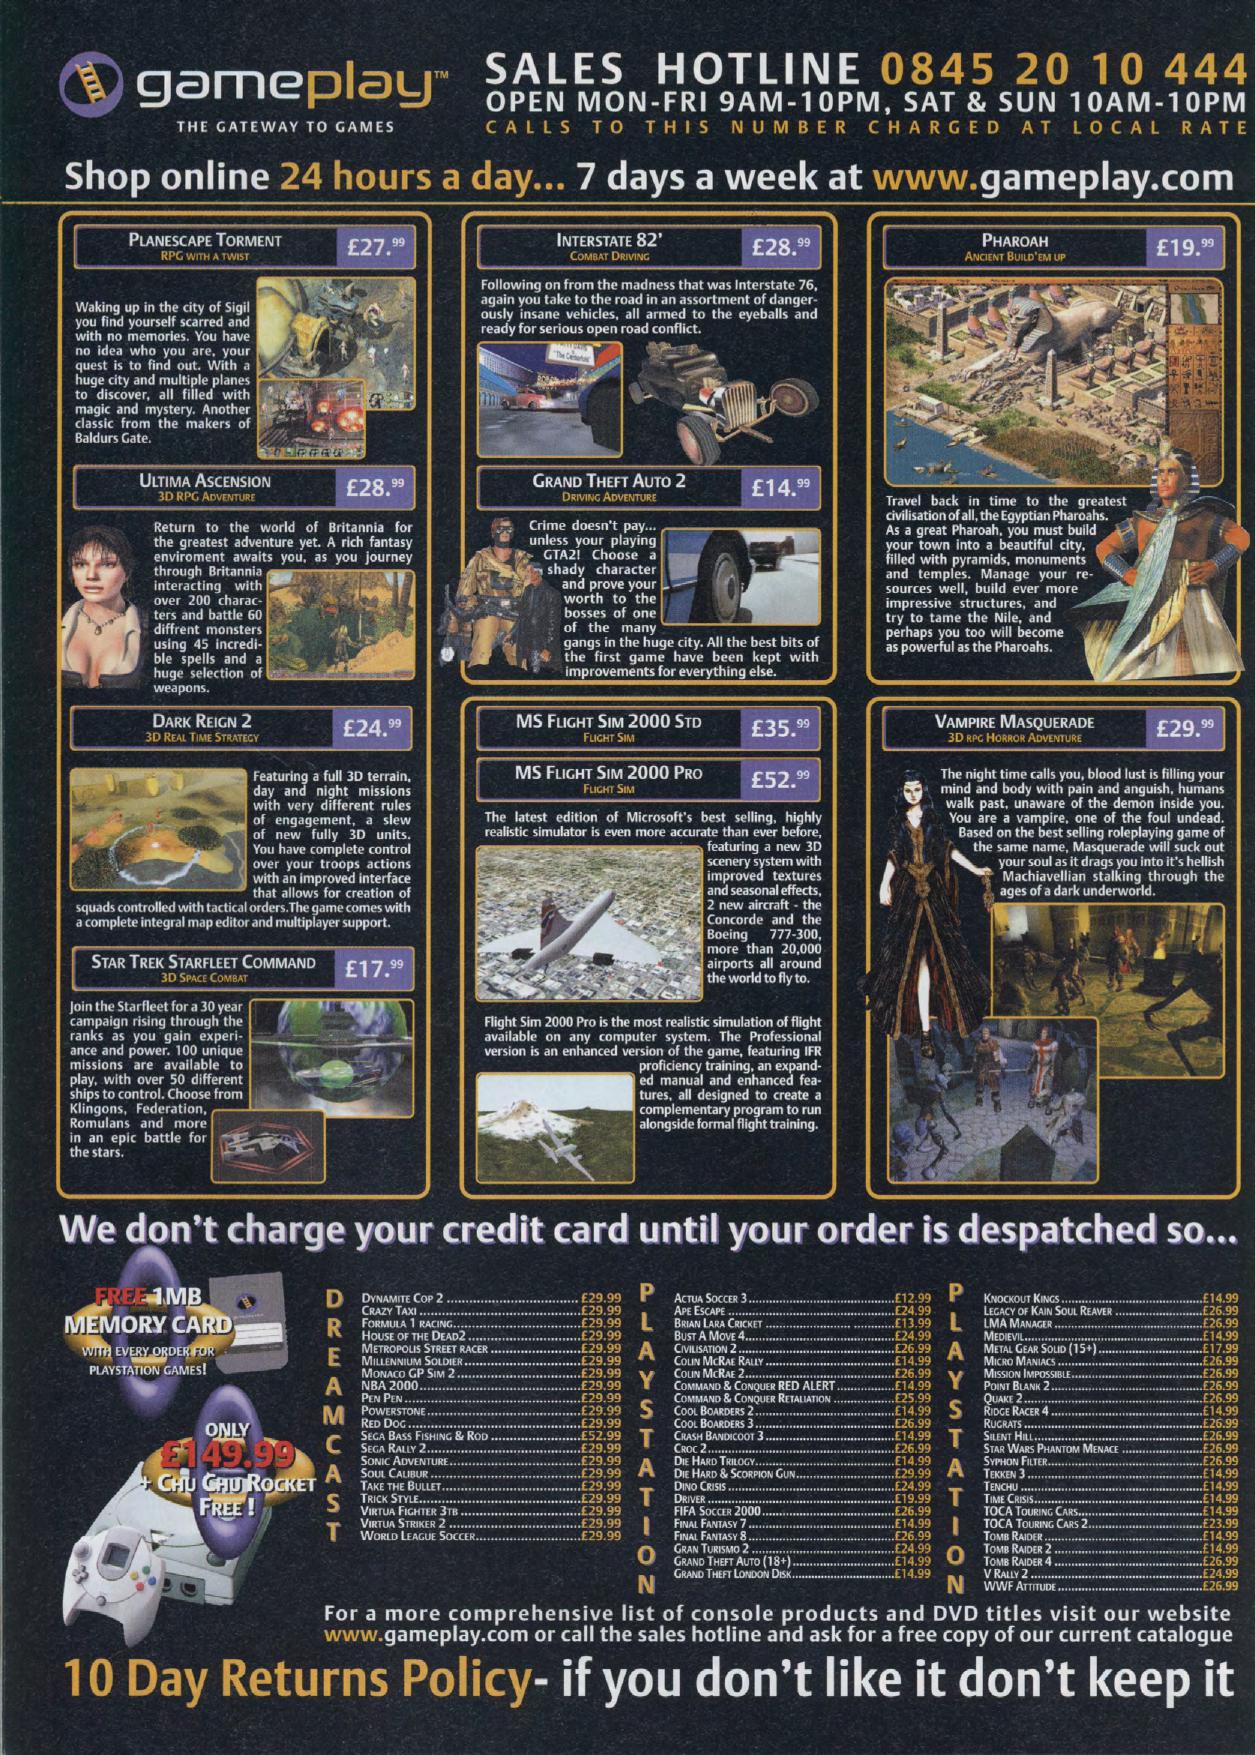 gameplay™
THE GATEWAY TO GAMES
SALES HOTLINE 0845 20 10 444
OPEN MON-FRI 9AM-10PM, SAT & SUN 10AM-10PM
CALLS TO THIS NUMBER CHARGED AT LOCAL RATE
Shop online 24 hours a day... 7 days a week at www.gameplay.com
PLANESCAPE TORMENT
RPG WITH A TWIST
£27.99
Waking up in the city of Sigil
you find yourself scarred and
with no memories. You have
no idea who you are, your
quest is to find out. With a
huge city and multiple planes
to discover, all filled with
magic and mystery. Another
classic from the makers of
Baldurs Gate.
ULTIMA ASCENSION
3D RPG ADVENTURE
£28.99
Return to the world of Britannia for
the greatest adventure yet. A rich fantasy
enviroment awaits you, as you journey
through Britannia
interacting with
over 200 charac-
ters and battle 60
diffrent monsters
using 45 incredi-
ble spells and a
huge selection of
weapons.
DARK REIGN 2
3D REAL TIME STRATEGY
£24.99
Featuring a full 3D terrain,
day and night missions
with very different rules
of engagement, a slew
of new fully 3D units.
You have complete control
over your troops actions
with an improved interface
that allows for creation of
squads controlled with tactical orders.The game comes with
a complete integral map editor and multiplayer support.
STAR TREK STARFLEET COMMAND
3D SPACE COMBAT
£17.99
Join the Starfleet for a 30 year
campaign rising through the
ranks as you gain experi-
ance and power. 100 unique
missions are available to
play, with over 50 different
ships to control. Choose from
Klingons, Federation,
Romulans and more
in an epic battle for
the stars.
INTERSTATE 82'
COMBAT DRIVING
£28.99
Following on from the madness that was Interstate 76,
again you take to the road in an assortment of danger-
ously insane vehicles, all armed to the eyeballs and
ready for serious open road conflict.
GRAND THEFT AUTO 2
DRIVING ADVENTURE
£14.99
Crime doesn't pay...
unless your playing
GTA2! Choose a
shady character
and prove your
worth to the
bosses of one
of the many
gangs in the huge city. All the best bits of
the first game have been kept with
improvements for everything else.
MS FLIGHT SIM 2000 STD
FLIGHT SIM
£35.99
MS FLIGHT SIM 2000 PRO
FLIGHT SIM
£52.99
The latest edition of Microsoft's best selling, highly
realistic simulator is even more accurate than ever before,
featuring a new 3D
scenery system with
improved textures
and seasonal effects,
2 new aircraft - the
Concorde and the
Boeing 777-300,
more than 20,000
airports all around
the world to fly to.
Flight Sim 2000 Pro is the most realistic simulation of flight
available on any computer system. The Professional
version is an enhanced version of the game, featuring IFR
proficiency training, an expand-
ed manual and enhanced fea-
tures, all designed to create a
complementary program to run
alongside formal flight training.
PHAROAH
ANCIENT BUILD'EM UP
£19.99
Travel back in time to the greatest
civilisation of all, the Egyptian Pharoahs.
As a great Pharoah, you must build
your town into a beautiful city,
filled with pyramids, monuments
and temples. Manage your re-
sources well, build ever more
impressive structures, and
try to tame the Nile, and
perhaps you too will become
as powerful as the Pharoahs.
VAMPIRE MASQUERADE
3D RPG HORROR ADVENTURE
£29.99
The night time calls you, blood lust is filling your
mind and body with pain and anguish, humans
walk past, unaware of the demon inside you.
You are a vampire, one of the foul undead.
Based on the best selling roleplaying game of
the same name, Masquerade will suck out
your soul as it drags you into it's hellish
Machiavellian stalking through the
ages of a dark underworld.
We don't charge your credit card until your order is despatched so...
FREE 1MB
MEMORY CARD
WITH EVERY ORDER FOR
PLAYSTATION GAMES!
ONLY
£149.99
+ CHU CHU ROCKET
FREE !
DREAMCAST
DYNAMITE COP 2 £29.99
CRAZY TAXI £29.99
FORMULA 1 RACING £29.99
HOUSE OF THE DEAD2 £29.99
METROPOLIS STREET RACER £29.99
MILLENNIUM SOLDIER £29.99
MONACO GP SIM 2 £29.99
NBA 2000 £29.99
PEN PEN £29.99
POWERSTONE £29.99
RED DOG £29.99
SEGA BASS FISHING & ROD £52.99
SEGA RALLY 2 £29.99
SONIC ADVENTURE £29.99
SOUL CALIBUR £29.99
TAKE THE BULLET £29.99
TRICK STYLE £29.99
VIRTUA FIGHTER 3TB £29.99
VIRTUA STRIKER 2 £29.99
WORLD LEAGUE SOCCER £29.99
PLAYSTATION
ACTUA SOCCER 3 £12.99
APE ESCAPE £24.99
BRIAN LARA CRICKET £13.99
BUST A MOVE 4 £24.99
CIVILISATION 2 £26.99
COLIN MCRAE RALLY £14.99
COLIN MCRAE 2 £26.99
COMMAND & CONQUER RED ALERT £14.99
COMMAND & CONQUER RETALIATION £25.99
COOL BOARDERS 2 £14.99
COOL BOARDERS 3 £26.99
CRASH BANDICOOT 3 £14.99
CROC 2 £26.99
DIE HARD TRILOGY £14.99
DIE HARD & SCORPION GUN £29.99
DINO CRISIS £24.99
DRIVER £19.99
FIFA SOCCER 2000 £26.99
FINAL FANTASY 7 £14.99
FINAL FANTASY 8 £26.99
GRAN TURISMO 2 £24.99
GRAND THEFT AUTO (18+) £14.99
GRAND THEFT LONDON DISK £14.99
PLAYSTATION
KNOCKOUT KINGS £14.99
LEGACY OF KAIN SOUL REAVER £26.99
LMA MANAGER £26.99
MEDIEVIL £14.99
METAL GEAR SOLID (15+) £17.99
MICRO MANIACS £26.99
MISSION IMPOSSIBLE £26.99
POINT BLANK 2 £26.99
QUAKE 2 £26.99
RIDGE RACER 4 £14.99
RUGRATS £26.99
SILENT HILL £26.99
STAR WARS PHANTOM MENACE £26.99
SYPHON FILTER £26.99
TEKKEN 3 £14.99
TENCHU £14.99
TIME CRISIS £14.99
TOCA TOURING CARS £14.99
TOCA TOURING CARS 2 £23.99
TOMB RAIDER £14.99
TOMB RAIDER 2 £14.99
TOMB RAIDER 4 £26.99
V RALLY 2 £24.99
WWF ATTITUDE £26.99
For a more comprehensive list of console products and DVD titles visit our website
www.gameplay.com or call the sales hotline and ask for a free copy of our current catalogue
10 Day Returns Policy- if you don't like it don't keep it